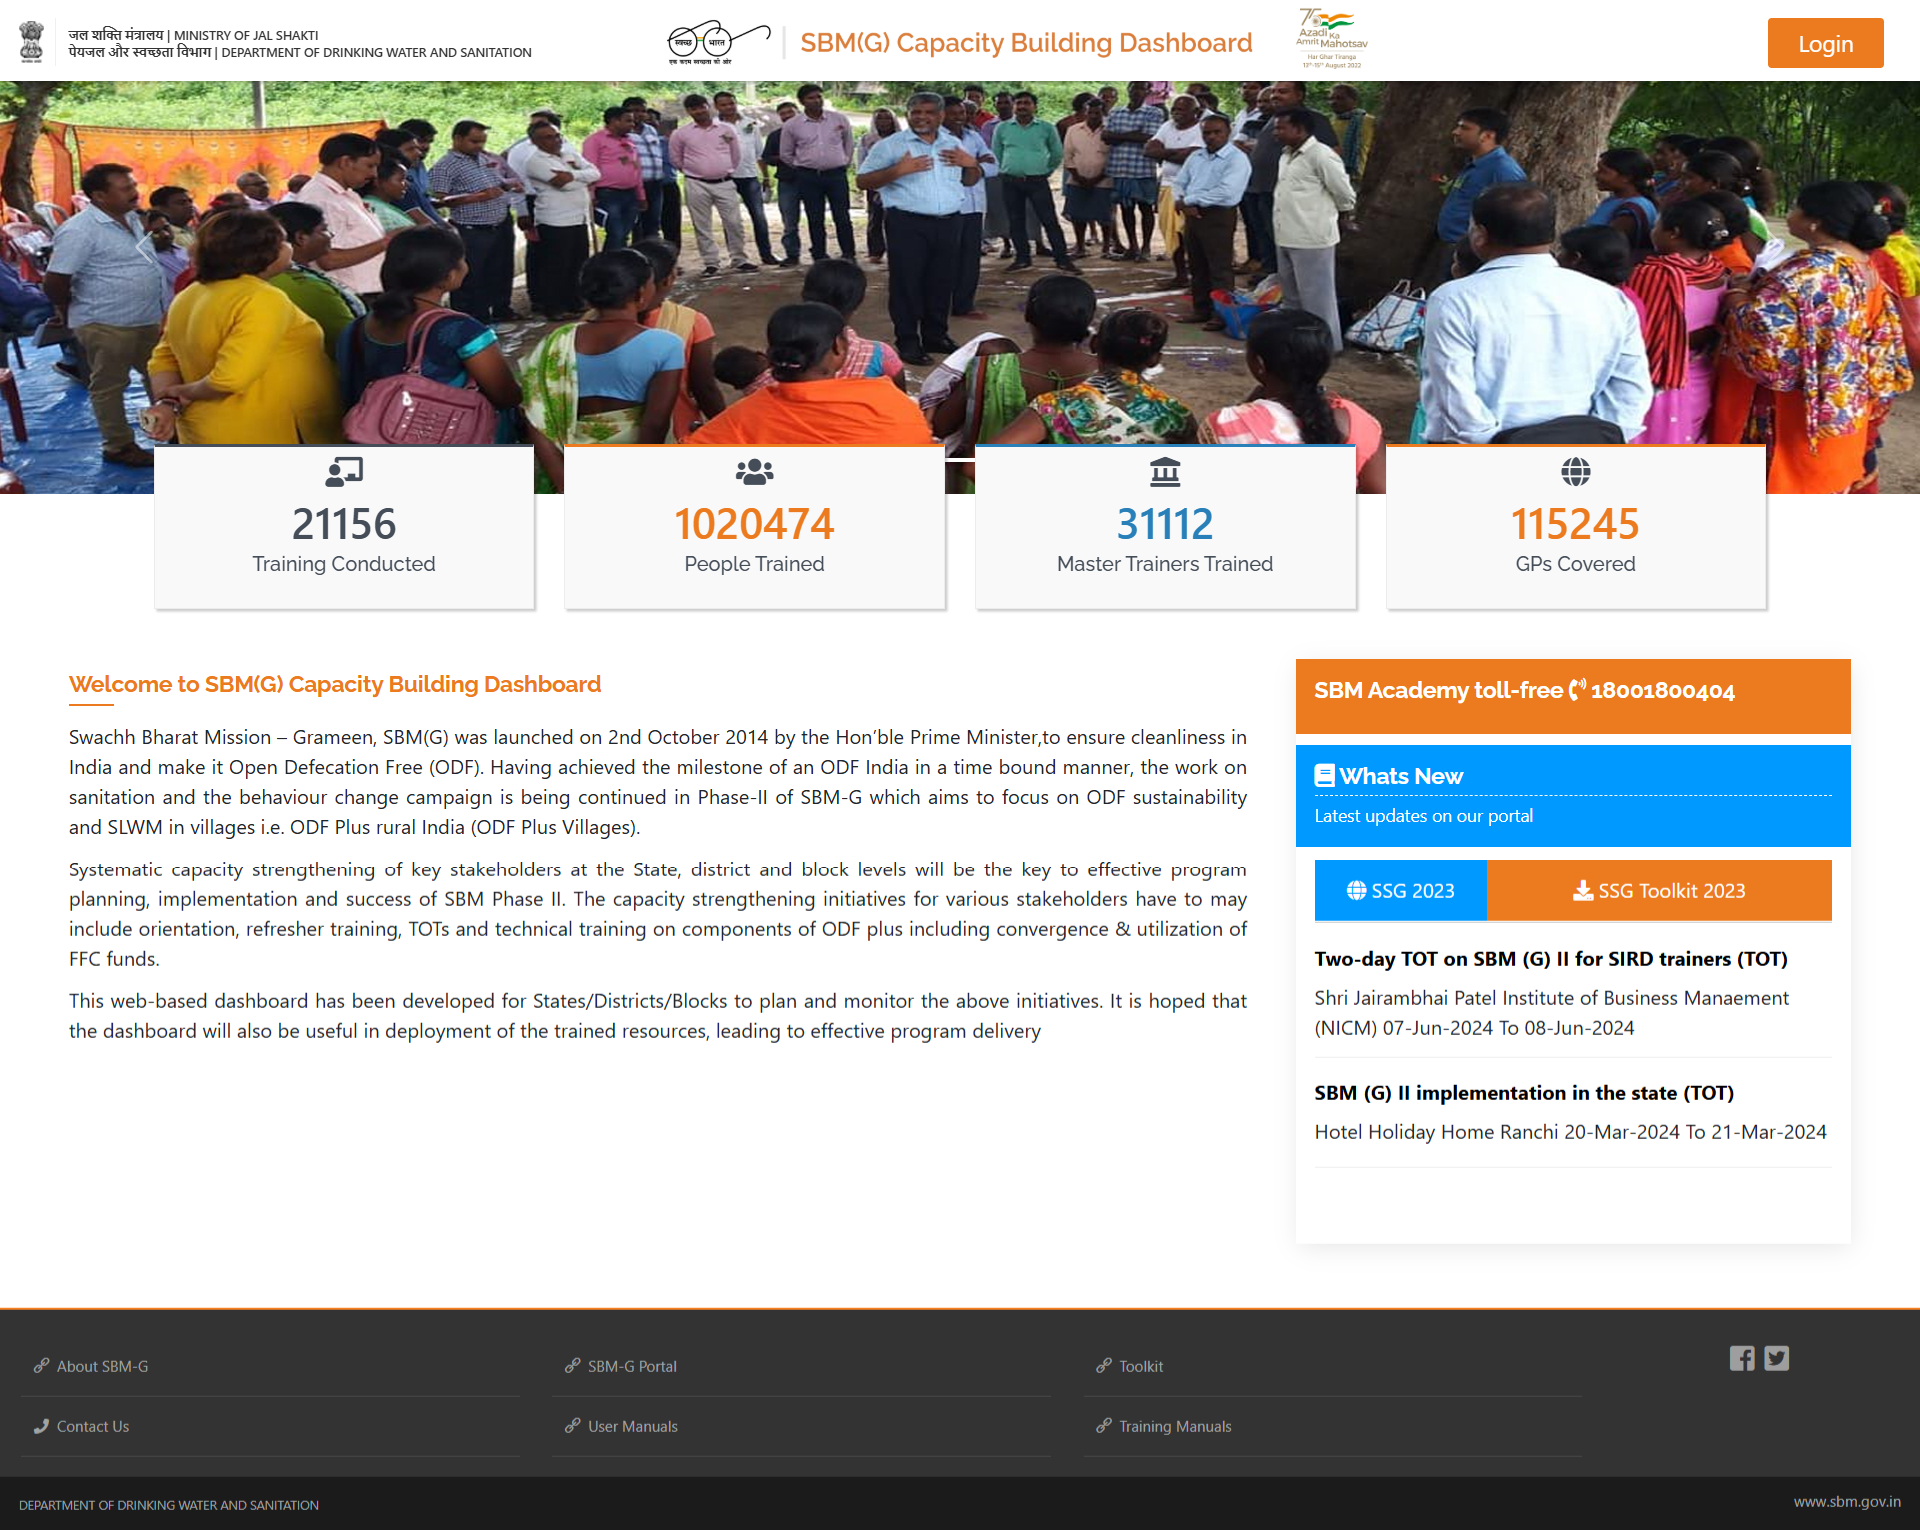 जल शक्ति मंत्रालय | MINISTRY OF JAL SHAKTI
पेयजल और स्वच्छता विभाग | DEPARTMENT OF DRINKING WATER AND SANITATION
स्वच्छ भारत
एक कदम स्वच्छता की ओर
SBM(G) Capacity Building Dashboard
75
Azadi Ka
Amrit Mahotsav
Har Ghar Tiranga
13th-15th August 2022
Login
21156
Training Conducted
1020474
People Trained
31112
Master Trainers Trained
115245
GPs Covered
Welcome to SBM(G) Capacity Building Dashboard
Swachh Bharat Mission – Grameen, SBM(G) was launched on 2nd October 2014 by the Hon’ble Prime Minister,to ensure cleanliness in
India and make it Open Defecation Free (ODF). Having achieved the milestone of an ODF India in a time bound manner, the work on
sanitation and the behaviour change campaign is being continued in Phase-II of SBM-G which aims to focus on ODF sustainability
and SLWM in villages i.e. ODF Plus rural India (ODF Plus Villages).
Systematic capacity strengthening of key stakeholders at the State, district and block levels will be the key to effective program
planning, implementation and success of SBM Phase II. The capacity strengthening initiatives for various stakeholders have to may
include orientation, refresher training, TOTs and technical training on components of ODF plus including convergence & utilization of
FFC funds.
This web-based dashboard has been developed for States/Districts/Blocks to plan and monitor the above initiatives. It is hoped that
the dashboard will also be useful in deployment of the trained resources, leading to effective program delivery
SBM Academy toll-free 18001800404
Whats New
Latest updates on our portal
SSG 2023
SSG Toolkit 2023
Two-day TOT on SBM (G) II for SIRD trainers (TOT)
Shri Jairambhai Patel Institute of Business Manaement
(NICM) 07-Jun-2024 To 08-Jun-2024
SBM (G) II implementation in the state (TOT)
Hotel Holiday Home Ranchi 20-Mar-2024 To 21-Mar-2024
About SBM-G
SBM-G Portal
Toolkit
Contact Us
User Manuals
Training Manuals
DEPARTMENT OF DRINKING WATER AND SANITATION
www.sbm.gov.in